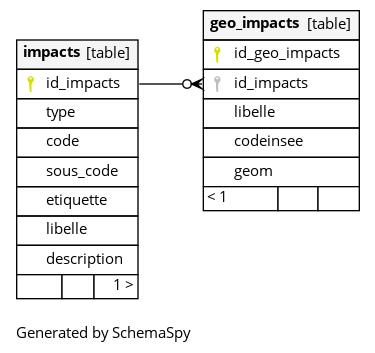 impacts [table]
id_impacts
type
code
sous_code
etiquette
libelle
description
1 >
geo_impacts [table]
id_geo_impacts
id_impacts
libelle
codeinsee
geom
< 1
Generated by SchemaSpy